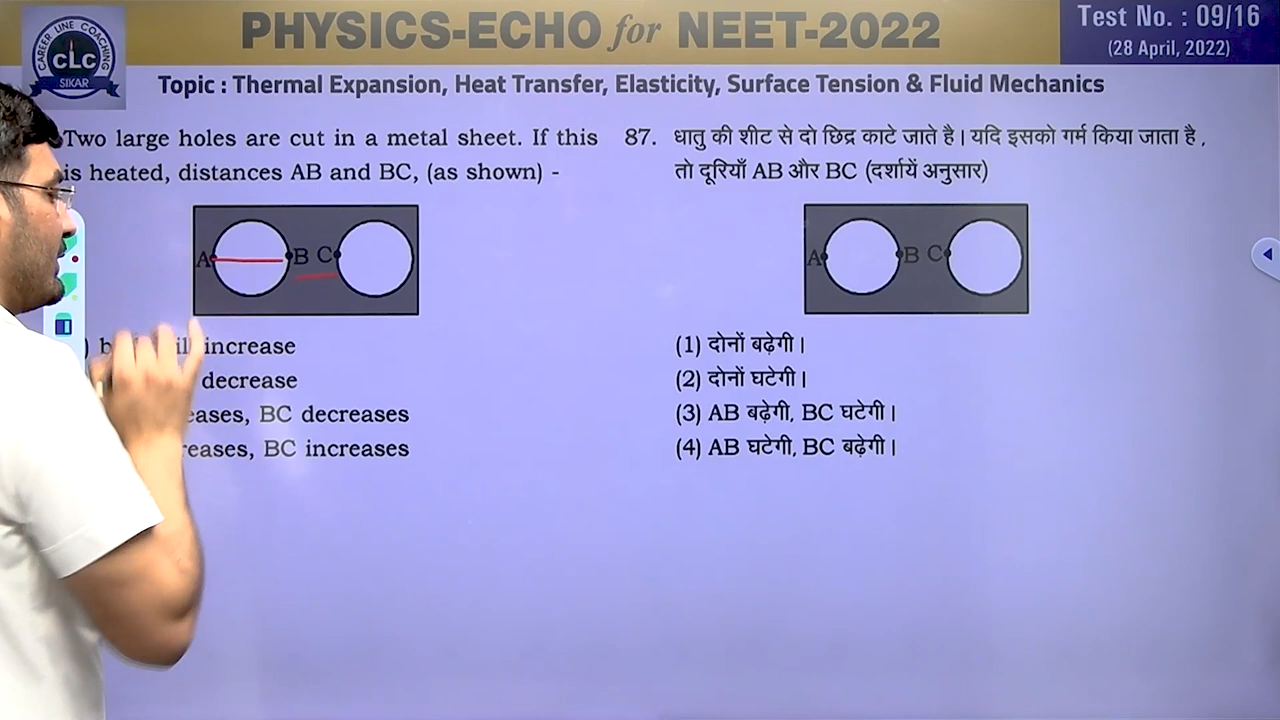 PHYSICS-ECHO for NEET-2022
Test No. : 09/16
(28 April, 2022)
CAREER LINE COACHING
CLC
SIKAR
Topic : Thermal Expansion, Heat Transfer, Elasticity, Surface Tension & Fluid Mechanics
Two large holes are cut in a metal sheet. If this
is heated, distances AB and BC, (as shown) -
A B C
increase
decrease
BC decreases
BC increases
87. धातु की शीट से दो छिद्र काटे जाते है। यदि इसको गर्म किया जाता है,
तो दूरियाँ AB और BC (दर्शायें अनुसार)
A B C
(1) दोनों बढ़ेगी।
(2) दोनों घटेगी।
(3) AB बढ़ेगी, BC घटेगी।
(4) AB घटेगी, BC बढ़ेगी।